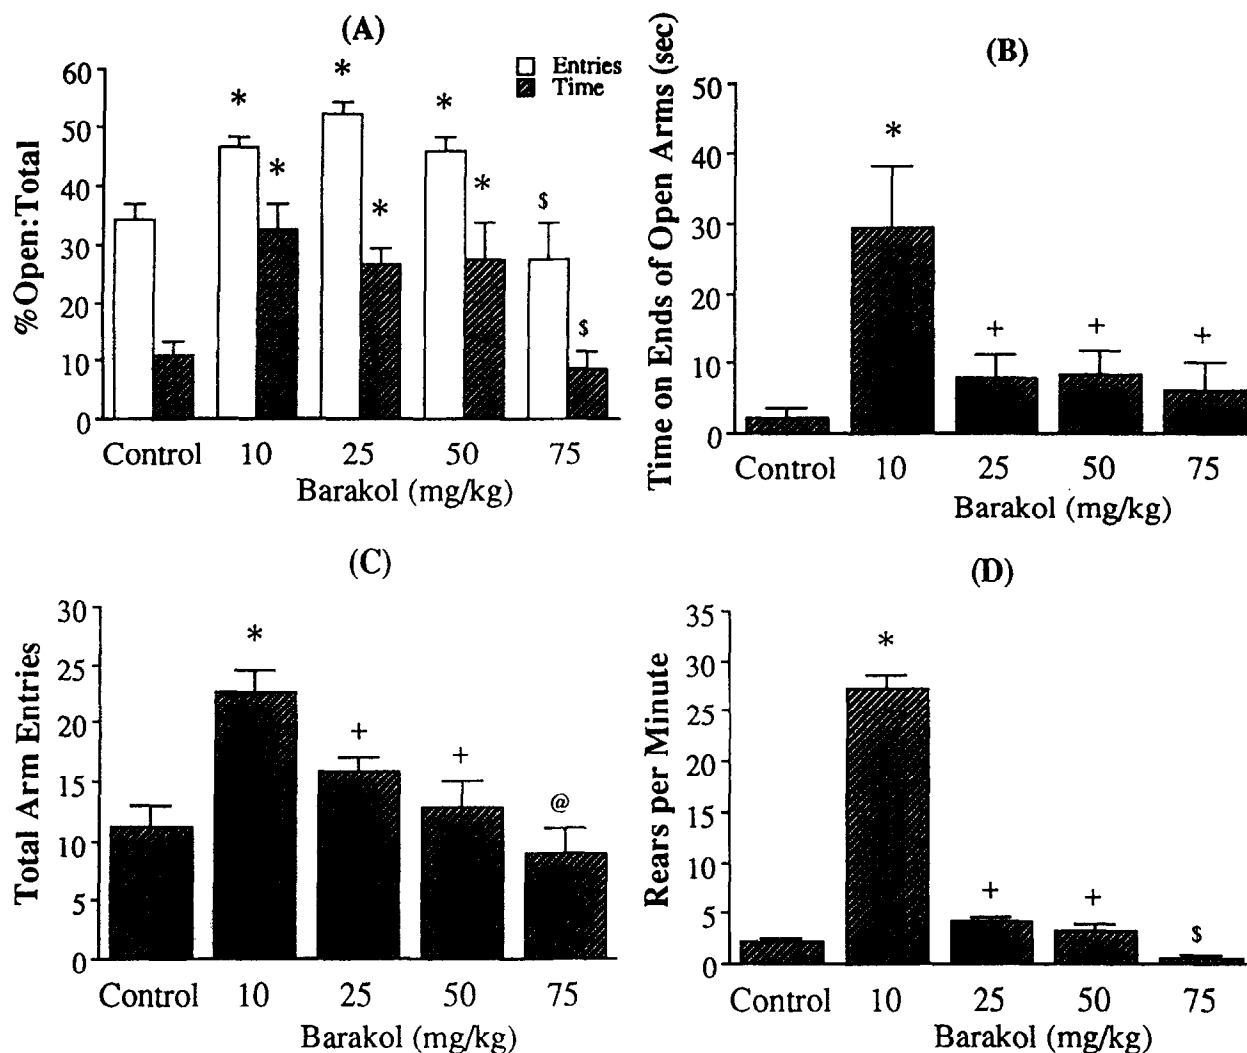 (A)
Entries
Time
%Open:Total
60
50
40
30
20
10
0
*
*
*
*
*
*
$
$
Control 10 25 50 75
Barakol (mg/kg)
(B)
Time on Ends of Open Arms (sec)
50
40
30
20
10
0
*
+
+
+
Control 10 25 50 75
Barakol (mg/kg)
(C)
Total Arm Entries
30
25
20
15
10
5
0
*
+
+
@
Control 10 25 50 75
Barakol (mg/kg)
(D)
Rears per Minute
35
30
25
20
15
10
5
0
*
+
+
$
Control 10 25 50 75
Barakol (mg/kg)